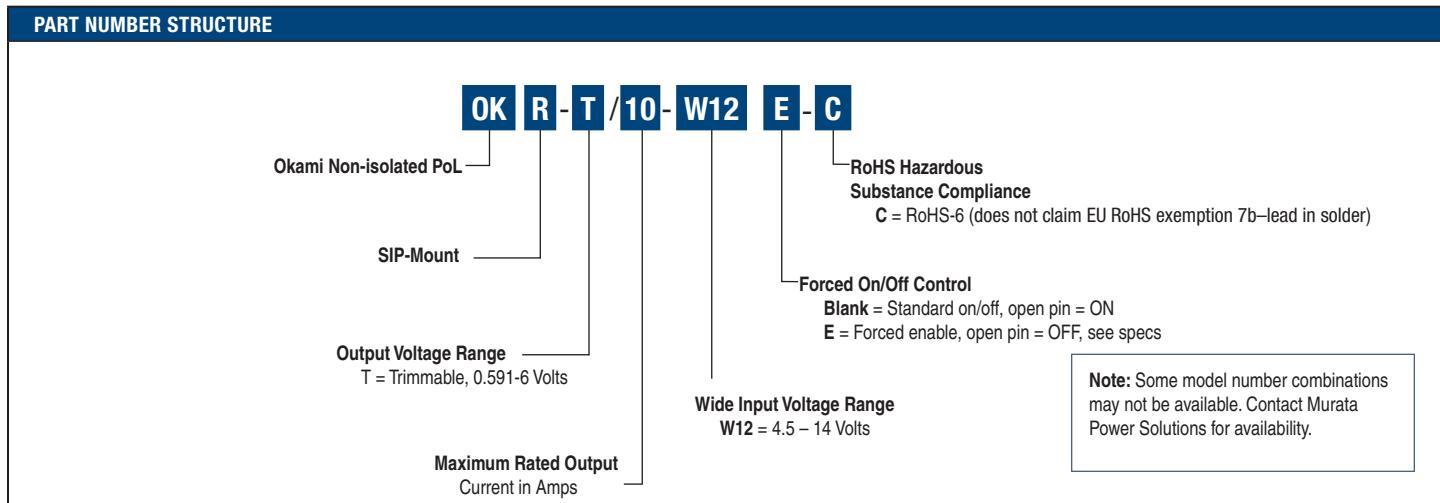 PART NUMBER STRUCTURE
OK R - T / 10 - W12 E - C
Okami Non-isolated PoL
RoHS Hazardous
Substance Compliance
C = RoHS-6 (does not claim EU RoHS exemption 7b–lead in solder)
SIP-Mount
Forced On/Off Control
Blank = Standard on/off, open pin = ON
E = Forced enable, open pin = OFF, see specs
Output Voltage Range
T = Trimmable, 0.591-6 Volts
Note: Some model number combinations
may not be available. Contact Murata
Power Solutions for availability.
Wide Input Voltage Range
W12 = 4.5 – 14 Volts
Maximum Rated Output
Current in Amps